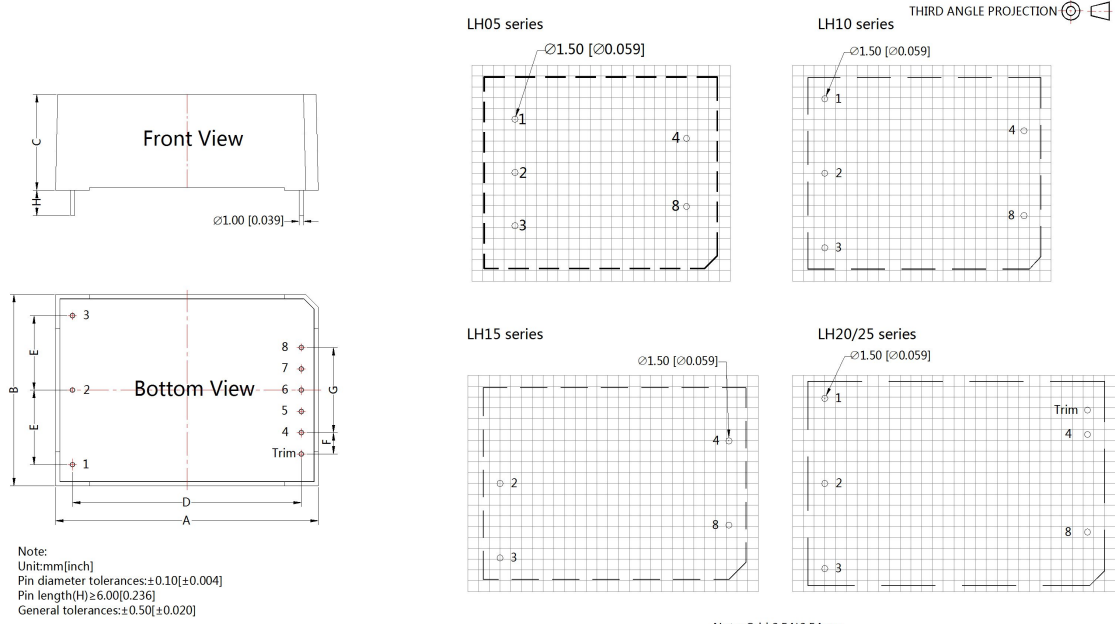 THIRD ANGLE PROJECTION
LH05 series
LH10 series
∅1.50 [∅0.059]
∅1.50 [∅0.059]
1
2
3
4
8
1
2
3
4
8
C
H
Front View
∅1.00 [0.039]
LH15 series
LH20/25 series
∅1.50 [∅0.059]
∅1.50 [∅0.059]
4
2
8
3
1
Trim
4
2
8
3
B
E
E
3
2
1
Bottom View
8
7
6
5
4
Trim
G
F
D
A
Note:
Unit:mm[inch]
Pin diameter tolerances:±0.10[±0.004]
Pin length(H)≥6.00[0.236]
General tolerances:±0.50[±0.020]